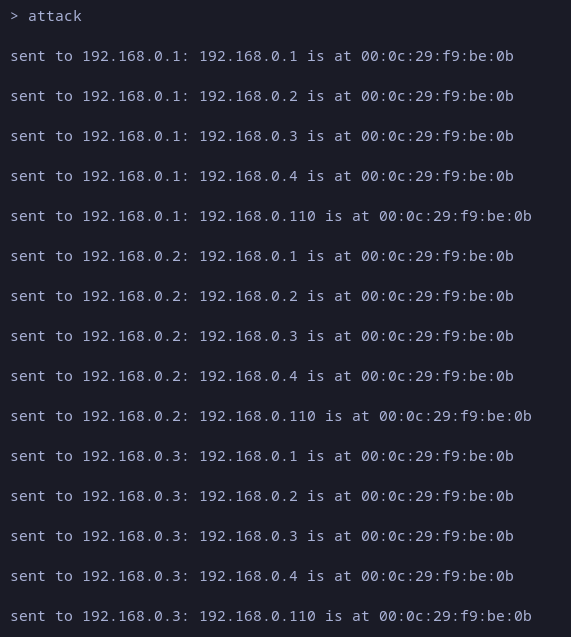 > attack
sent to 192.168.0.1: 192.168.0.1 is at 00:0c:29:f9:be:0b
sent to 192.168.0.1: 192.168.0.2 is at 00:0c:29:f9:be:0b
sent to 192.168.0.1: 192.168.0.3 is at 00:0c:29:f9:be:0b
sent to 192.168.0.1: 192.168.0.4 is at 00:0c:29:f9:be:0b
sent to 192.168.0.1: 192.168.0.110 is at 00:0c:29:f9:be:0b
sent to 192.168.0.2: 192.168.0.1 is at 00:0c:29:f9:be:0b
sent to 192.168.0.2: 192.168.0.2 is at 00:0c:29:f9:be:0b
sent to 192.168.0.2: 192.168.0.3 is at 00:0c:29:f9:be:0b
sent to 192.168.0.2: 192.168.0.4 is at 00:0c:29:f9:be:0b
sent to 192.168.0.2: 192.168.0.110 is at 00:0c:29:f9:be:0b
sent to 192.168.0.3: 192.168.0.1 is at 00:0c:29:f9:be:0b
sent to 192.168.0.3: 192.168.0.2 is at 00:0c:29:f9:be:0b
sent to 192.168.0.3: 192.168.0.3 is at 00:0c:29:f9:be:0b
sent to 192.168.0.3: 192.168.0.4 is at 00:0c:29:f9:be:0b
sent to 192.168.0.3: 192.168.0.110 is at 00:0c:29:f9:be:0b